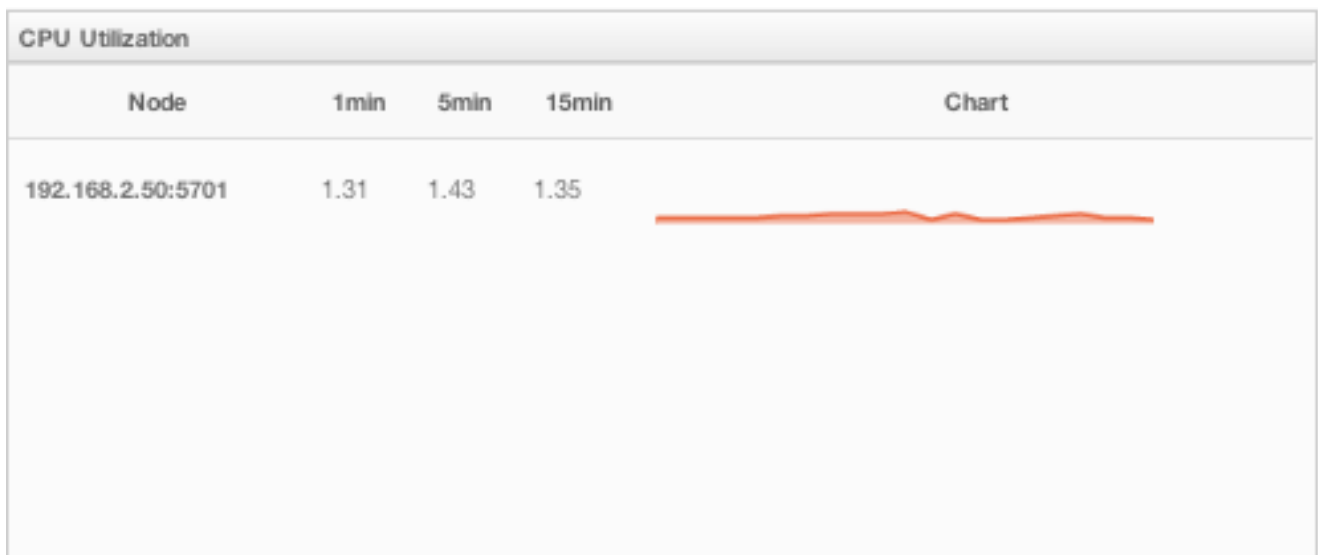 CPU Utilization
Node 1min 5min 15min Chart
192.168.2.50:5701 1.31 1.43 1.35